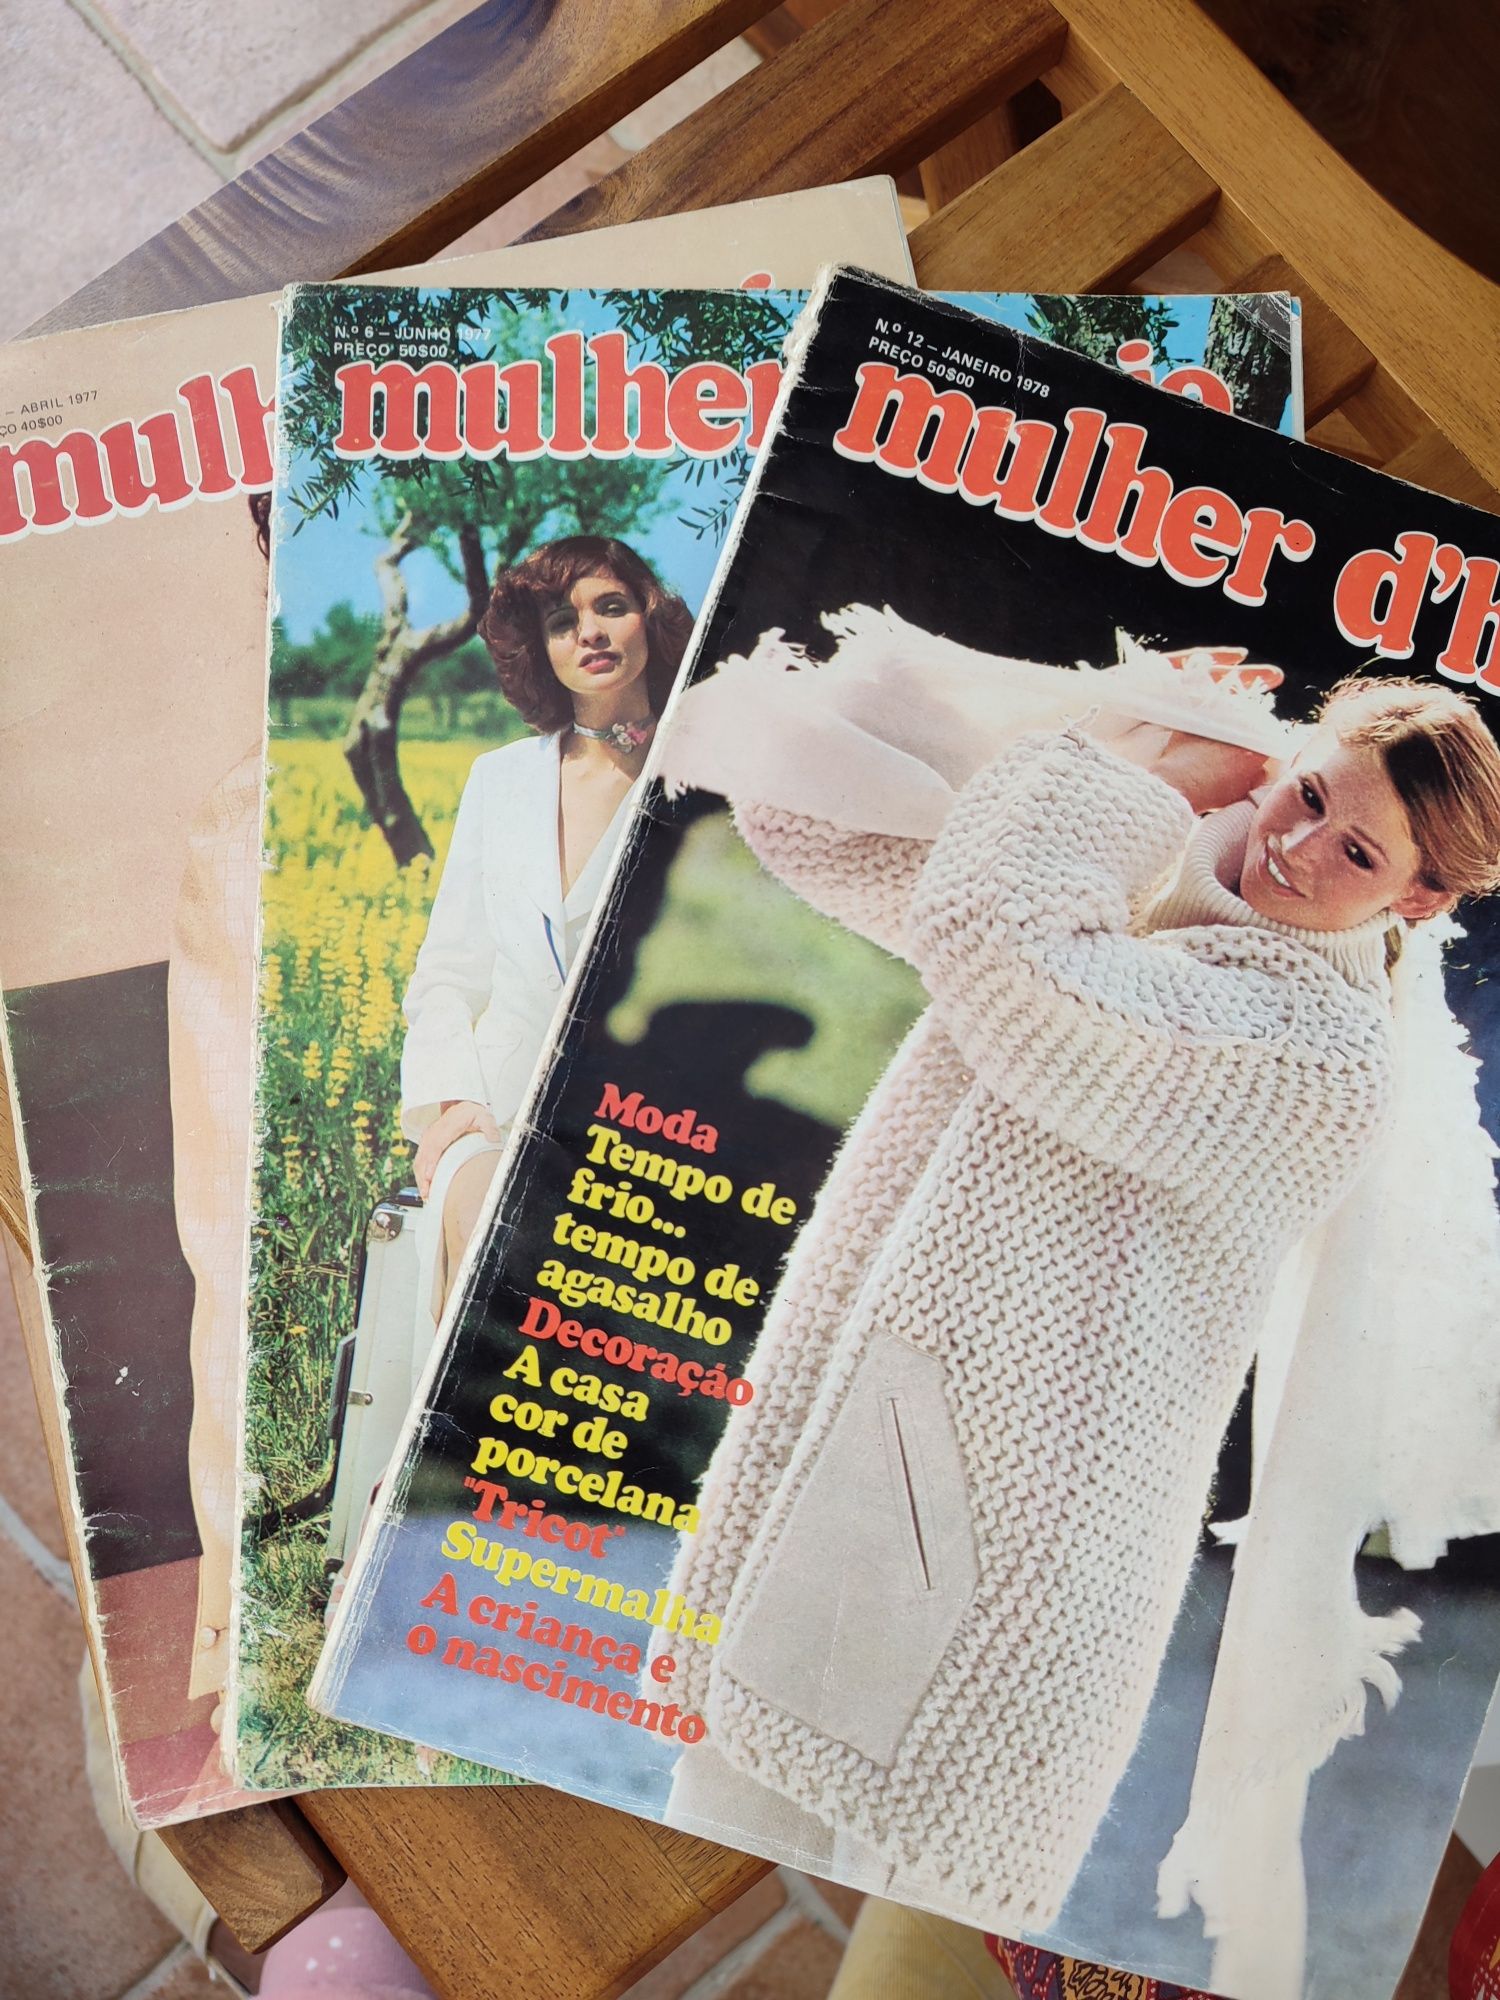 – ABRIL 1977
ÇO 40$00
mulh
N.º 6 – JUNHO 1977
PREÇO 50$00
mulher
N.º 12 – JANEIRO 1978
PREÇO 50$00
mulher d'h
Moda
Tempo de
frio...
tempo de
agasalho
Decoração
A casa
cor de
porcelana
"Tricot"
Supermalha
A criança e
o nascimento